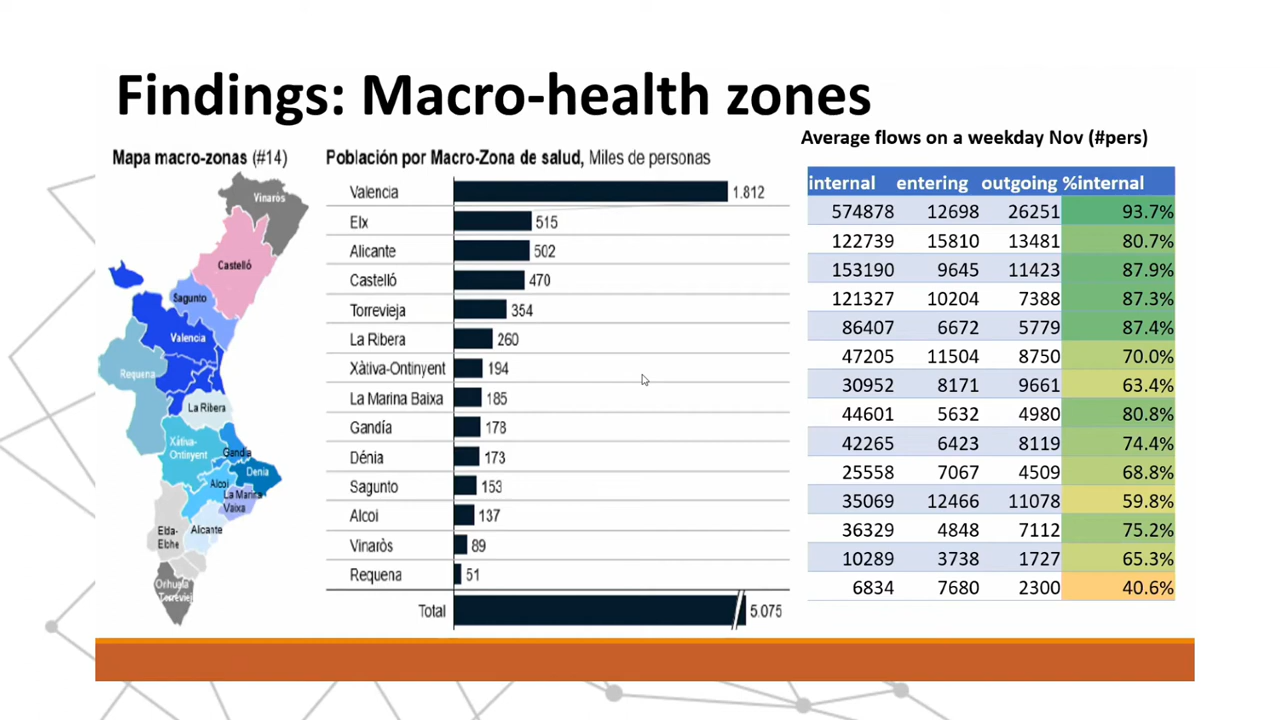 Findings: Macro-health zones
Average flows on a weekday Nov (#pers)
Mapa macro-zonas (#14)
Población por Macro-Zona de salud, Miles de personas
Vinaròs
Castelló
Sagunto
Valencia
Requena
La Ribera
Xàtiva-
Ontinyent
Gandía
Denia
Alcoi
La Marina
Vaixa
Alicante
Elda-
Elche
Orihuela
Torrevieja
Valencia 1.812
Elx 515
Alicante 502
Castelló 470
Torrevieja 354
La Ribera 260
Xàtiva-Ontinyent 194
La Marina Baixa 185
Gandía 178
Dénia 173
Sagunto 153
Alcoi 137
Vinaròs 89
Requena 51
Total 5.075
internal entering outgoing %internal
574878 12698 26251 93.7%
122739 15810 13481 80.7%
153190 9645 11423 87.9%
121327 10204 7388 87.3%
86407 6672 5779 87.4%
47205 11504 8750 70.0%
30952 8171 9661 63.4%
44601 5632 4980 80.8%
42265 6423 8119 74.4%
25558 7067 4509 68.8%
35069 12466 11078 59.8%
36329 4848 7112 75.2%
10289 3738 1727 65.3%
6834 7680 2300 40.6%